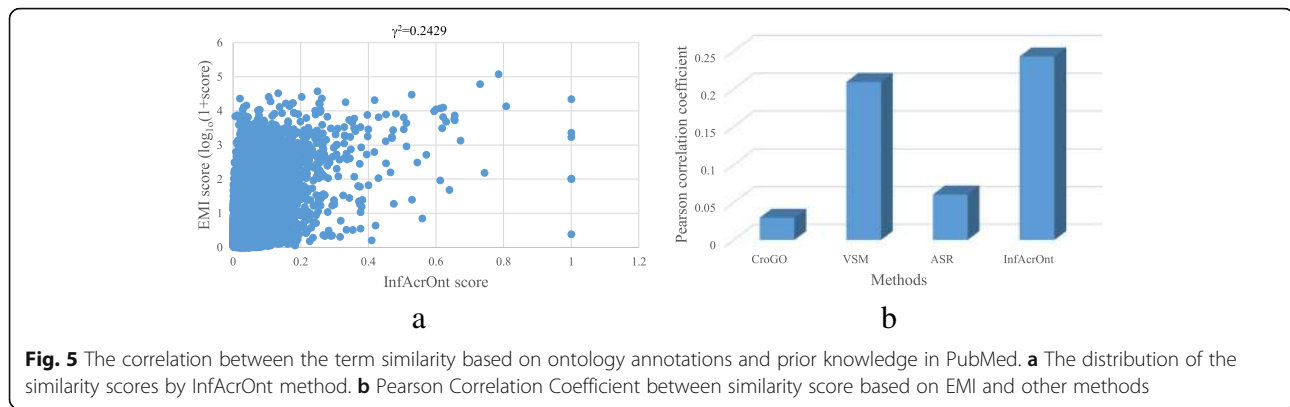 γ²=0.2429
EMI score (log₁₀(1+score)
6
5
4
3
2
1
0
0
0.2
0.4
0.6
0.8
1
1.2
InfAcrOnt score
a
Pearson correlation coefficient
0.25
0.2
0.15
0.1
0.05
0
CroGO
VSM
ASR
InfAcrOnt
Methods
b
Fig. 5 The correlation between the term similarity based on ontology annotations and prior knowledge in PubMed. a The distribution of the
similarity scores by InfAcrOnt method. b Pearson Correlation Coefficient between similarity score based on EMI and other methods